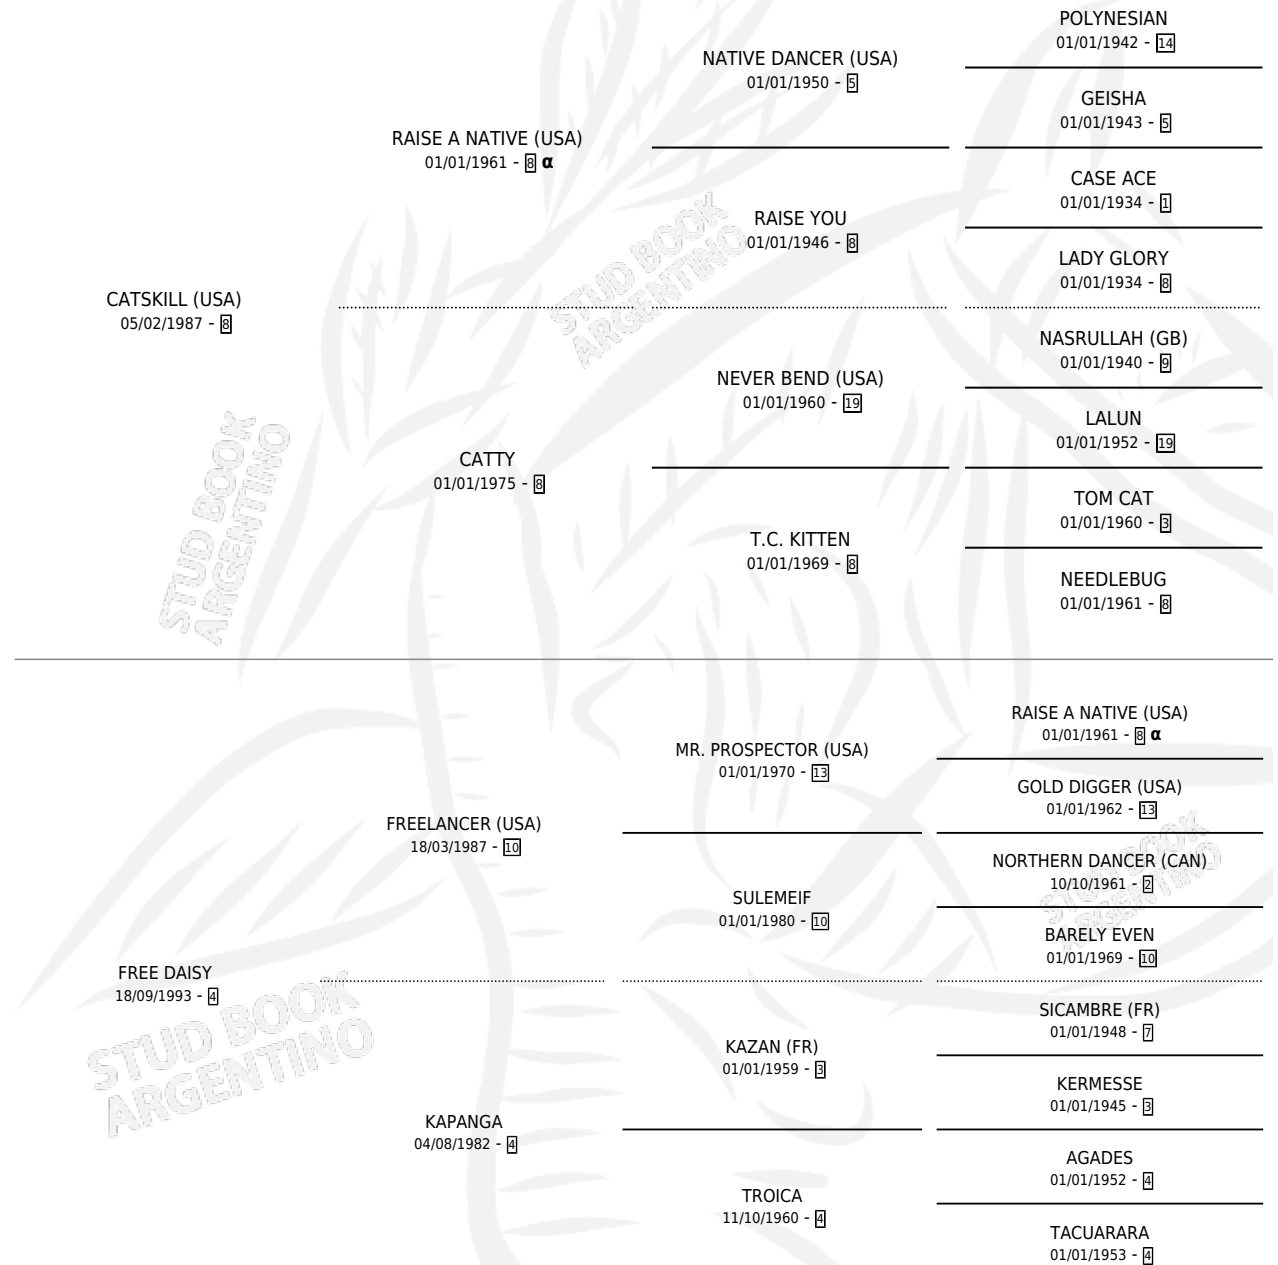 CATSKILL (USA)
05/02/1987 - 8
RAISE A NATIVE (USA)
01/01/1961 - 8 α
NATIVE DANCER (USA)
01/01/1950 - 5
POLYNESIAN
01/01/1942 - 14
GEISHA
01/01/1943 - 5
RAISE YOU
01/01/1946 - 8
CASE ACE
01/01/1934 - 1
LADY GLORY
01/01/1934 - 8
CATTY
01/01/1975 - 8
NEVER BEND (USA)
01/01/1960 - 19
NASRULLAH (GB)
01/01/1940 - 9
LALUN
01/01/1952 - 19
T.C. KITTEN
01/01/1969 - 8
TOM CAT
01/01/1960 - 3
NEEDLEBUG
01/01/1961 - 8
FREE DAISY
18/09/1993 - 4
FREELANCER (USA)
18/03/1987 - 10
MR. PROSPECTOR (USA)
01/01/1970 - 13
RAISE A NATIVE (USA)
01/01/1961 - 8 α
GOLD DIGGER (USA)
01/01/1962 - 13
SULEMEIF
01/01/1980 - 10
NORTHERN DANCER (CAN)
10/10/1961 - 2
BARELY EVEN
01/01/1969 - 10
KAPANGA
04/08/1982 - 4
KAZAN (FR)
01/01/1959 - 3
SICAMBRE (FR)
01/01/1948 - 7
KERMESSE
01/01/1945 - 3
TROICA
11/10/1960 - 4
AGADES
01/01/1952 - 4
TACUARARA
01/01/1953 - 4
STUD BOOK
ARGENTINO
STUD BOOK
ARGENTINO
STUD BOOK
ARGENTINO
STUD BOOK
ARGENTINO